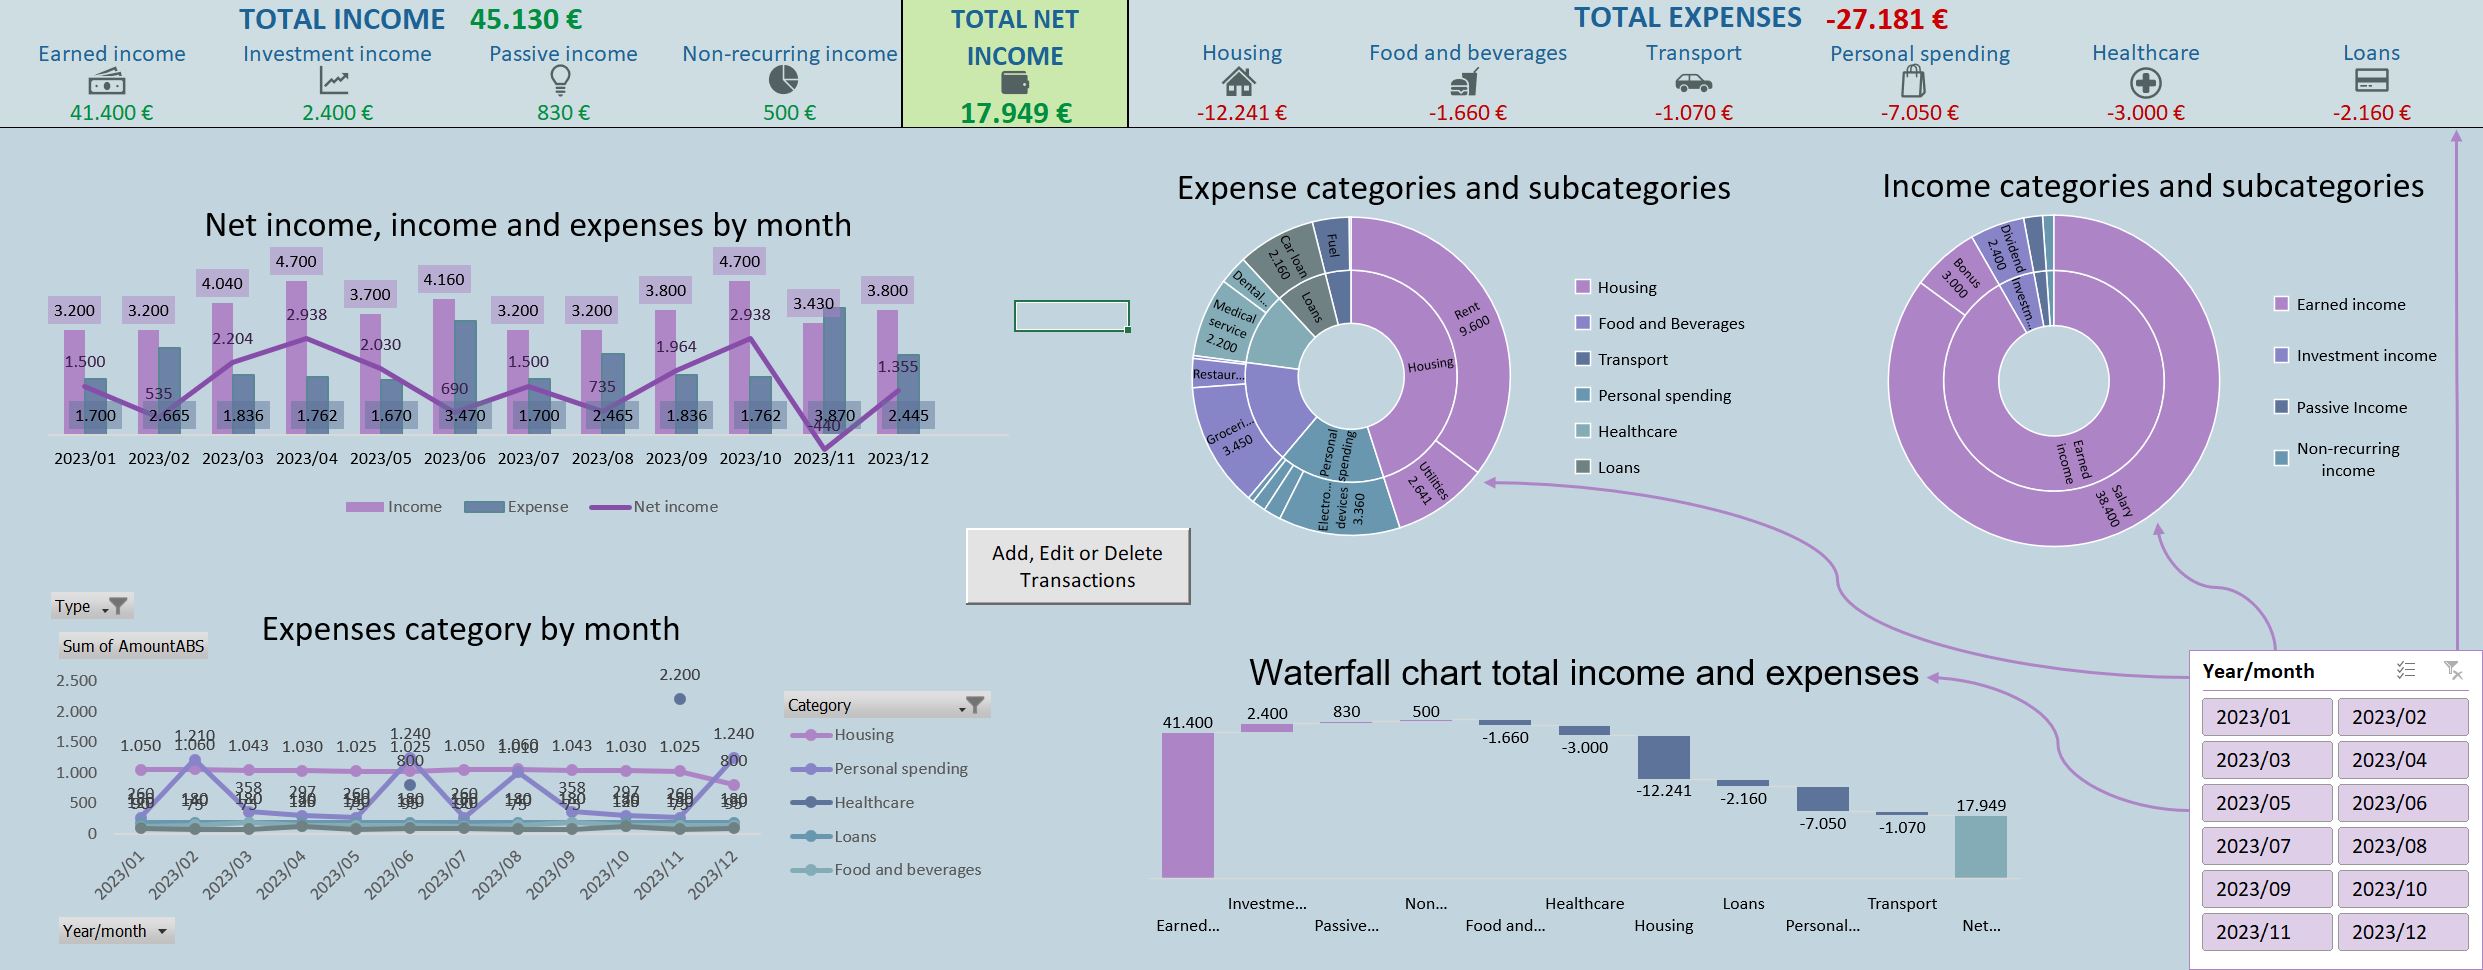 TOTAL INCOME 45.130 €
Earned income
Investment income
Passive income
Non-recurring income
41.400 €
2.400 €
830 €
500 €
TOTAL NET
INCOME
17.949 €
TOTAL EXPENSES -27.181 €
Housing
Food and beverages
Transport
Personal spending
Healthcare
Loans
-12.241 €
-1.660 €
-1.070 €
-7.050 €
-3.000 €
-2.160 €
Net income, income and expenses by month
3.200 3.200 4.040 4.700 3.700 4.160 3.200 3.200 3.800 4.700 3.430 3.800
1.500 535 2.204 2.938 2.030 690 1.500 735 1.964 2.938 -440 1.355
1.700 2.665 1.836 1.762 1.670 3.470 1.700 2.465 1.836 1.762 3.870 2.445
2023/01 2023/02 2023/03 2023/04 2023/05 2023/06 2023/07 2023/08 2023/09 2023/10 2023/11 2023/12
Income Expense Net income
Expense categories and subcategories
Rent
9.600
Housing
Utilities
2.641
Personal
spending
Electro...
devices
3.360
Groceri...
3.450
Restaur...
Medical
service
2.200
Dental...
Car loan
2.160
Loans
Fuel
Housing
Food and Beverages
Transport
Personal spending
Healthcare
Loans
Income categories and subcategories
Dividend
2.400
Investm...
Bonus
3.000
Earned
income
Salary
38.400
Earned income
Investment income
Passive Income
Non-recurring
income
Add, Edit or Delete
Transactions
Type
Sum of AmountABS
Expenses category by month
2.500
2.000
1.500
1.000
500
0
2.200
1.210 1.240 1.240
1.050 1.060 1.043 1.030 1.025 1.025 1.050 1.060 1.043 1.030 1.025
800 800
260 358 297 260 260 358 297 260
180 180 180 180 180
2023/01 2023/02 2023/03 2023/04 2023/05 2023/06 2023/07 2023/08 2023/09 2023/10 2023/11 2023/12
Category
Housing
Personal spending
Healthcare
Loans
Food and beverages
Year/month
Waterfall chart total income and expenses
41.400 2.400 830 500 -1.660 -3.000 -12.241 -2.160 -7.050 -1.070 17.949
Investme... Non... Healthcare Loans Transport
Earned... Passive... Food and... Housing Personal... Net...
Year/month
2023/01 2023/02
2023/03 2023/04
2023/05 2023/06
2023/07 2023/08
2023/09 2023/10
2023/11 2023/12